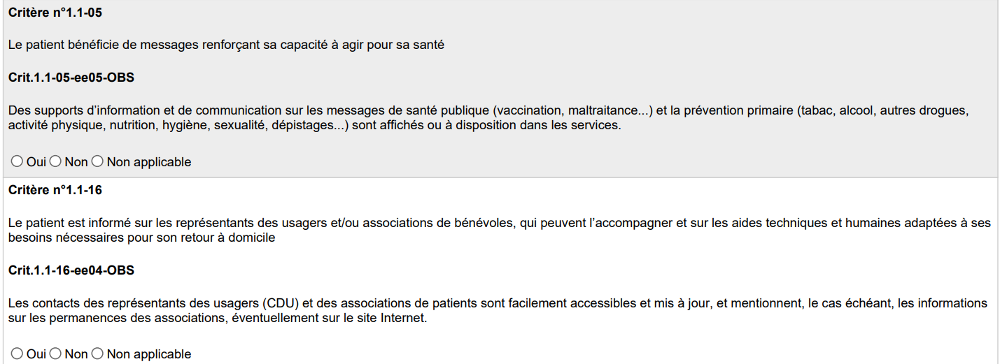 Critère n°1.1-05
Le patient bénéficie de messages renforçant sa capacité à agir pour sa santé
Crit.1.1-05-ee05-OBS
Des supports d’information et de communication sur les messages de santé publique (vaccination, maltraitance...) et la prévention primaire (tabac, alcool, autres drogues,
activité physique, nutrition, hygiène, sexualité, dépistages...) sont affichés ou à disposition dans les services.
Oui Non Non applicable
Critère n°1.1-16
Le patient est informé sur les représentants des usagers et/ou associations de bénévoles, qui peuvent l’accompagner et sur les aides techniques et humaines adaptées à ses
besoins nécessaires pour son retour à domicile
Crit.1.1-16-ee04-OBS
Les contacts des représentants des usagers (CDU) et des associations de patients sont facilement accessibles et mis à jour, et mentionnent, le cas échéant, les informations
sur les permanences des associations, éventuellement sur le site Internet.
Oui Non Non applicable